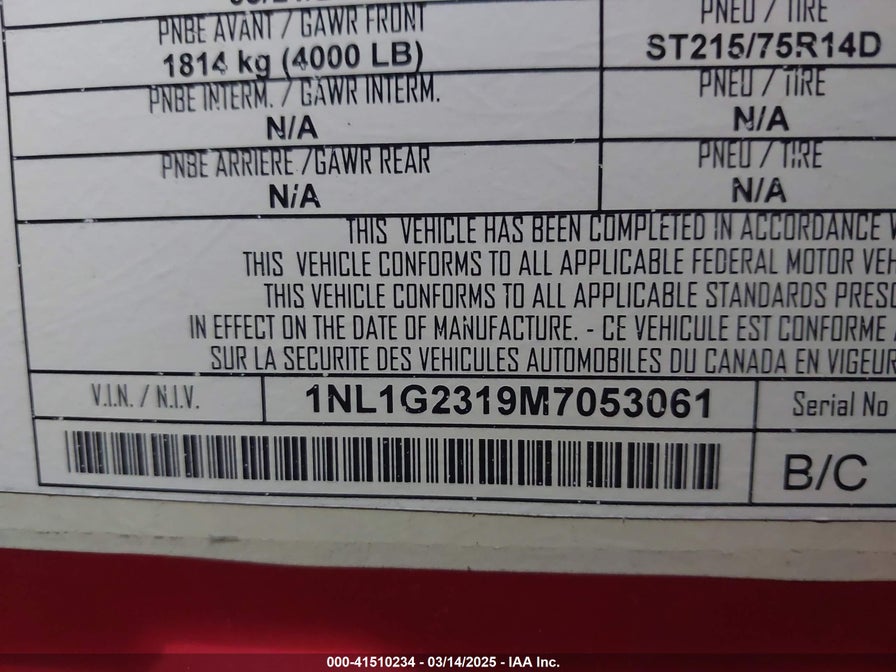 PNBE AVANT / GAWR FRONT
PNEU / TIRE
1814 kg (4000 LB)
ST215/75R14D
PNBE INTERM. / GAWR INTERM.
PNEU / TIRE
N/A
N/A
PNBE ARRIERE / GAWR REAR
PNEU / TIRE
N/A
N/A
THIS VEHICLE HAS BEEN COMPLETED IN ACCORDANCE
THIS VEHICLE CONFORMS TO ALL APPLICABLE FEDERAL MOTOR
THIS VEHICLE CONFORMS TO ALL APPLICABLE STANDARDS
IN EFFECT ON THE DATE OF MANUFACTURE. - CE VEHICULE EST CONFORME
SUR LA SECURITE DES VEHICULES AUTOMOBILES DU CANADA EN
V.I.N. / N.I.V.
1NL1G2319M7053061
Serial No
B/C
000-41510234 - 03/14/2025 - IAA Inc.